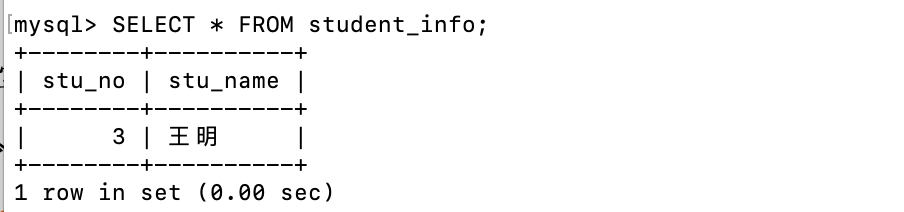 [mysql> SELECT * FROM student_info;
+--------+----------+
| stu_no | stu_name |
+--------+----------+
|      3 | 王明     |
+--------+----------+
1 row in set (0.00 sec)